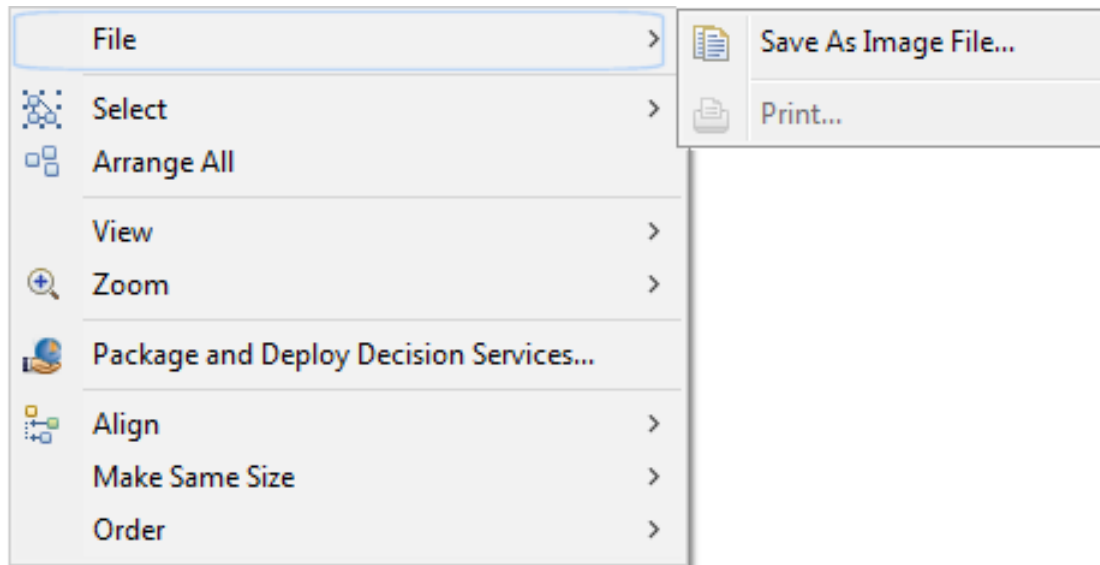 File
Save As Image File...
Print...
Select
Arrange All
View
Zoom
Package and Deploy Decision Services...
Align
Make Same Size
Order